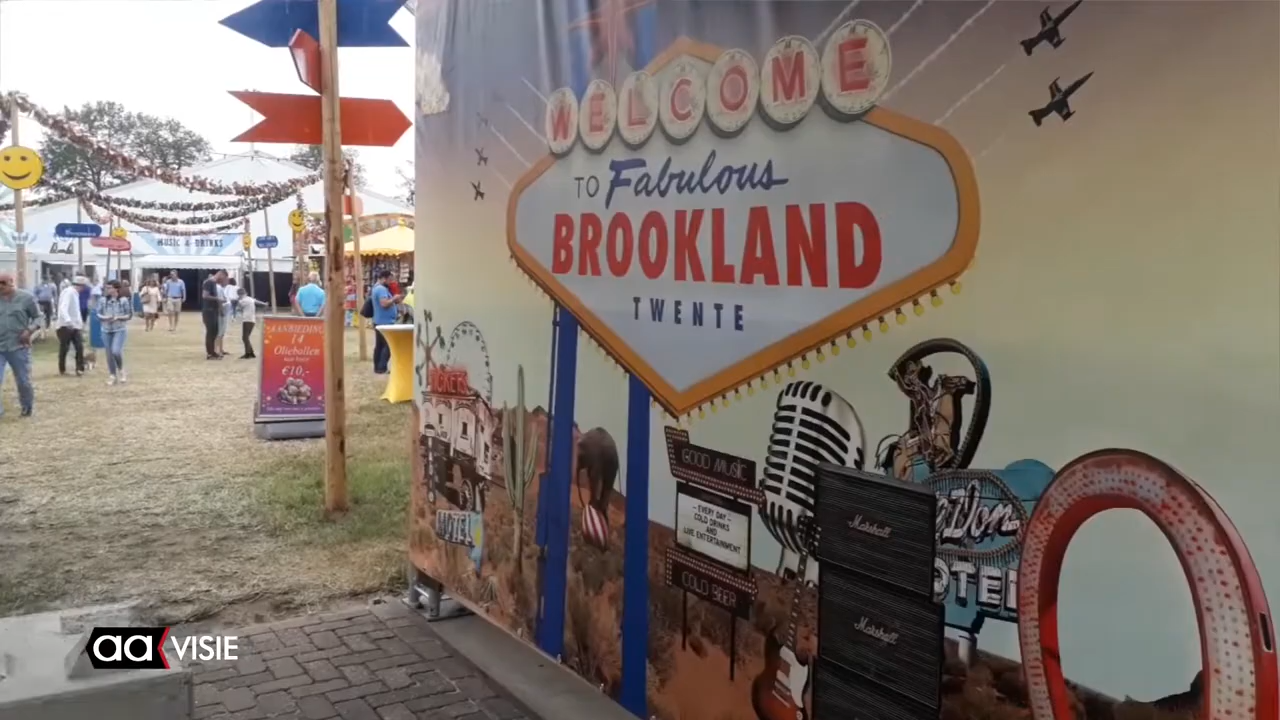 WELCOME
TO Fabulous
BROOKLAND
TWENTE
MUSIC & DRINKS
AANBIEDING
14
Oliebollen
€10,-
GOOD MUSIC
- EVERY DAY -
COLD DRINKS
AND
LIVE ENTERTAINMENT
COLD BEER
Marshall
Marshall
MOTEL
aa VISIE